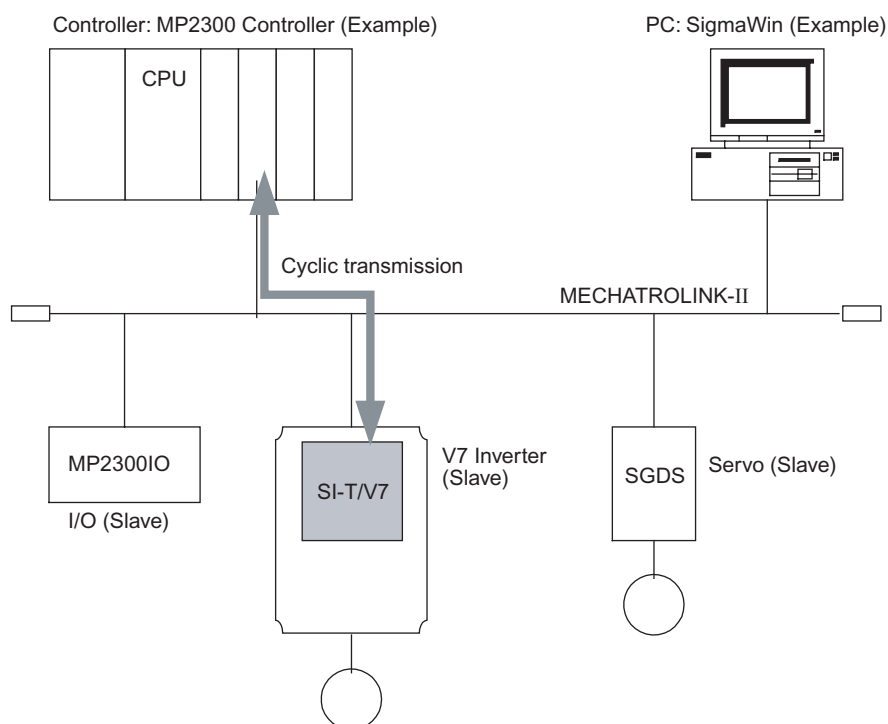 Controller: MP2300 Controller (Example)
PC: SigmaWin (Example)
CPU
Cyclic transmission
MECHATROLINK-II
MP2300IO
I/O (Slave)
SI-T/V7
V7 Inverter
(Slave)
SGDS
Servo (Slave)